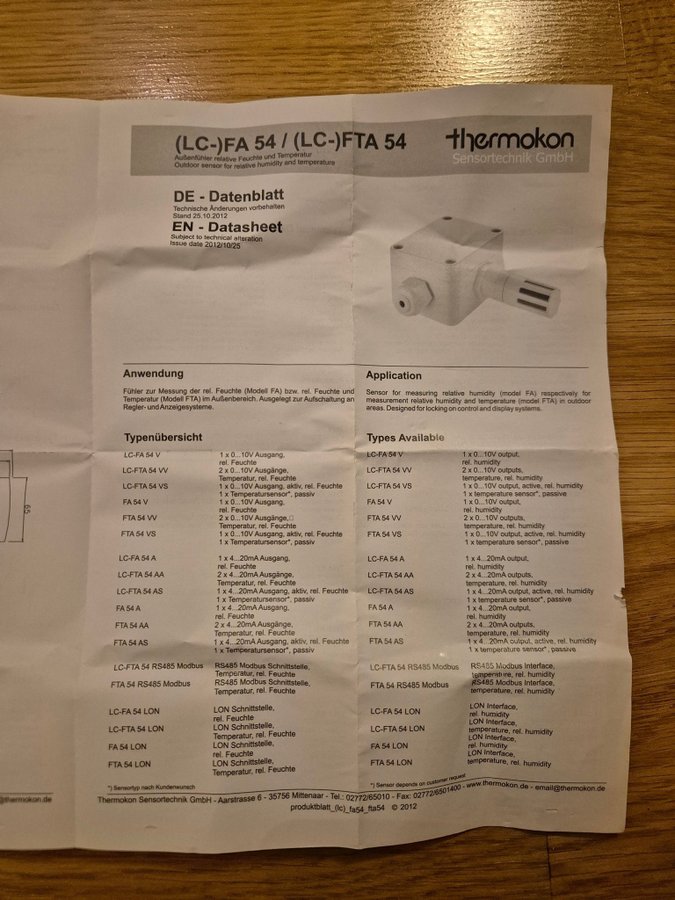 (LC-)FA 54 / (LC-)FTA 54
Außenfühler relative Feuchte und Temperatur
Outdoor sensor for relative humidity and temperature
thermokon
Sensortechnik GmbH
DE - Datenblatt
Technische Änderungen vorbehalten
Stand 25.10.2012
EN - Datasheet
Subject to technical alteration
Issue date 2012/10/25
Anwendung
Fühler zur Messung der rel. Feuchte (Modell FA) bzw. rel. Feuchte und
Temperatur (Modell FTA) im Außenbereich. Ausgelegt zur Aufschaltung an
Regler- und Anzeigesysteme.
Typenübersicht
LC-FA 54 V 1 x 0...10V Ausgang,
rel. Feuchte
LC-FTA 54 VV 2 x 0...10V Ausgänge,
Temperatur, rel. Feuchte
LC-FTA 54 VS 1 x 0...10V Ausgang, aktiv, rel. Feuchte
1 x Temperatursensor*, passiv
FA 54 V 1 x 0...10V Ausgang,
rel. Feuchte
FTA 54 VV 2 x 0...10V Ausgänge,
Temperatur, rel. Feuchte
FTA 54 VS 1 x 0...10V Ausgang, aktiv, rel. Feuchte
1 x Temperatursensor*, passiv
LC-FA 54 A 1 x 4...20mA Ausgang,
rel. Feuchte
LC-FTA 54 AA 2 x 4...20mA Ausgänge,
Temperatur, rel. Feuchte
LC-FTA 54 AS 1 x 4...20mA Ausgang, aktiv, rel. Feuchte
1 x Temperatursensor*, passiv
FA 54 A 1 x 4...20mA Ausgang,
rel. Feuchte
FTA 54 AA 2 x 4...20mA Ausgänge,
Temperatur, rel. Feuchte
FTA 54 AS 1 x 4...20mA Ausgang, aktiv, rel. Feuchte
1 x Temperatursensor*, passiv
LC-FTA 54 RS485 Modbus RS485 Modbus Schnittstelle,
Temperatur, rel. Feuchte
FTA 54 RS485 Modbus RS485 Modbus Schnittstelle,
Temperatur, rel. Feuchte
LC-FA 54 LON LON Schnittstelle,
rel. Feuchte
LC-FTA 54 LON LON Schnittstelle,
Temperatur, rel. Feuchte
FA 54 LON LON Schnittstelle,
rel. Feuchte
FTA 54 LON LON Schnittstelle,
Temperatur, rel. Feuchte
*) Sensortyp nach Kundenwunsch
Application
Sensor for measuring relative humidity (model FA) respectively for
measurement relative humidity and temperature (model FTA) in outdoor
areas. Designed for locking on control and display systems.
Types Available
LC-FA 54 V 1 x 0...10V output,
rel. humidity
LC-FTA 54 VV 2 x 0...10V outputs,
temperature, rel. humidity
LC-FTA 54 VS 1 x 0...10V output, active, rel. humidity
1 x temperature sensor*, passive
FA 54 V 1 x 0...10V output,
rel. humidity
FTA 54 VV 2 x 0...10V outputs,
temperature, rel. humidity
FTA 54 VS 1 x 0...10V output, active, rel. humidity
1 x temperature sensor*, passive
LC-FA 54 A 1 x 4...20mA output,
rel. humidity
LC-FTA 54 AA 2 x 4...20mA outputs,
temperature, rel. humidity
LC-FTA 54 AS 1 x 4...20mA output, active, rel. humidity
1 x temperature sensor*, passive
FA 54 A 1 x 4...20mA output,
rel. humidity
FTA 54 AA 2 x 4...20mA outputs,
temperature, rel. humidity
FTA 54 AS 1 x 4...20mA output, active, rel. humidity
1 x temperature sensor*, passive
LC-FTA 54 RS485 Modbus RS485 Modbus Interface,
temperature, rel. humidity
FTA 54 RS485 Modbus RS485 Modbus Interface,
temperature, rel. humidity
LC-FA 54 LON LON Interface,
rel. humidity
LC-FTA 54 LON LON Interface,
temperature, rel. humidity
FA 54 LON LON Interface,
rel. humidity
FTA 54 LON LON Interface,
temperature, rel. humidity
*) Sensor depends on customer request
Thermokon Sensortechnik GmbH - Aarstrasse 6 - 35756 Mittenaar - Tel.: 02772/65010 - Fax: 02772/6501400 - www.thermokon.de - email@thermokon.de
produktblatt_(lc)_fa54_fta54 © 2012
65
@thermokon.de